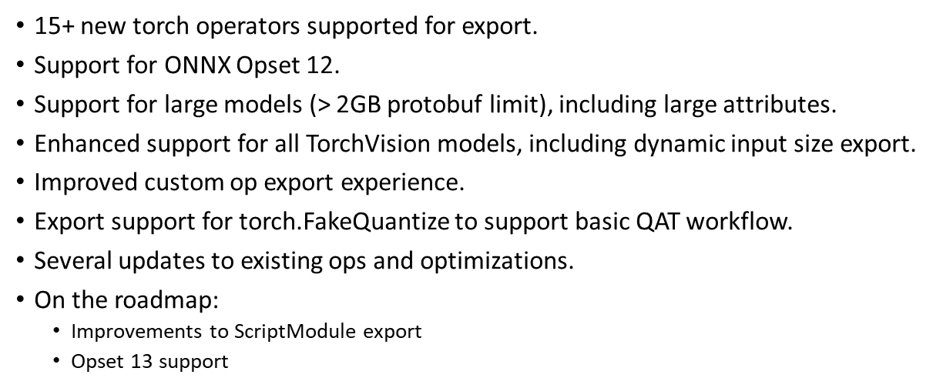 • 15+ new torch operators supported for export.
• Support for ONNX Opset 12.
• Support for large models (> 2GB protobuf limit), including large attributes.
• Enhanced support for all TorchVision models, including dynamic input size export.
• Improved custom op export experience.
• Export support for torch.FakeQuantize to support basic QAT workflow.
• Several updates to existing ops and optimizations.
• On the roadmap:
• Improvements to ScriptModule export
• Opset 13 support